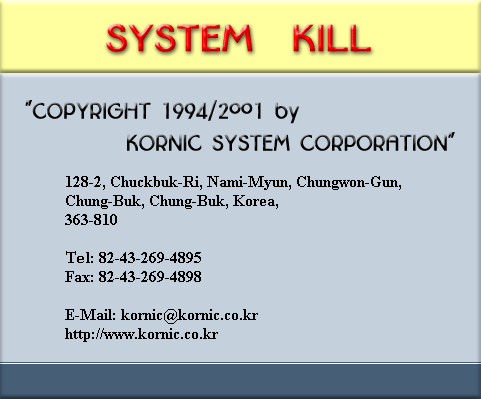 SYSTEM KILL
"COPYRIGHT 1994/2001 by
KORNIC SYSTEM CORPORATION"
128-2, Chuckbuk-Ri, Nami-Myun, Chungwon-Gun,
Chung-Buk, Chung-Buk, Korea,
363-810
Tel: 82-43-269-4895
Fax: 82-43-269-4898
E-Mail: kornic@kornic.co.kr
http://www.kornic.co.kr